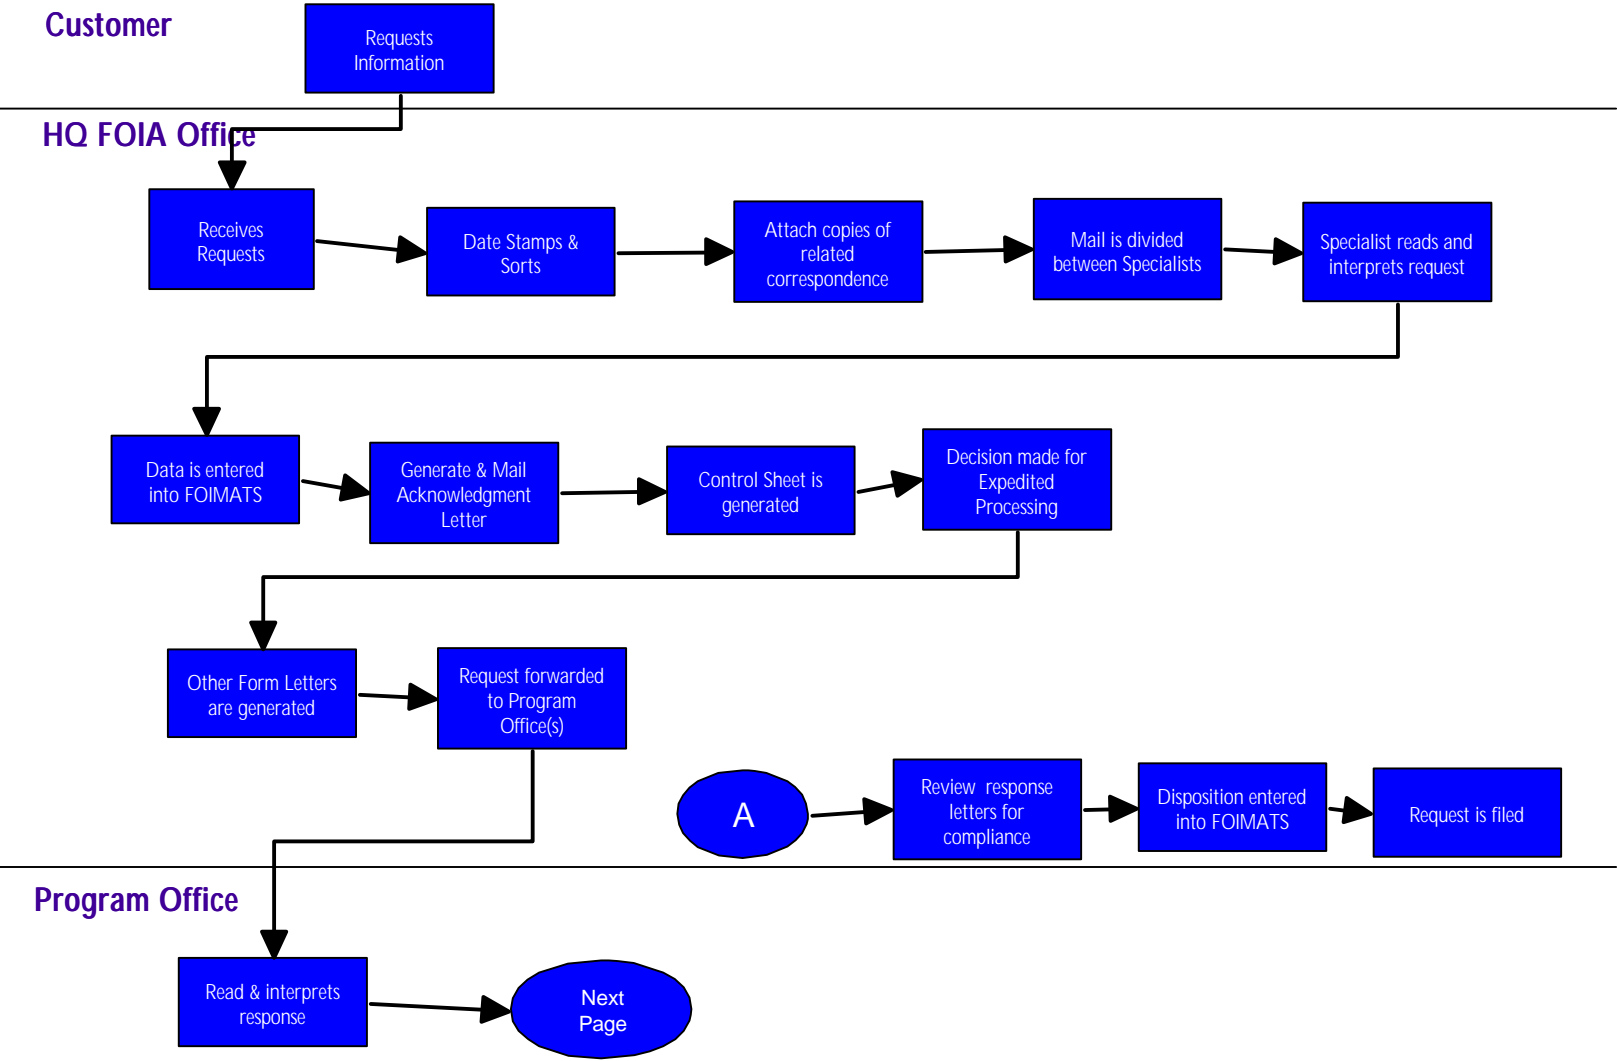 Customer
Requests
Information
HQ FOIA Office
Receives
Requests
Date Stamps &
Sorts
Attach copies of
related
correspondence
Mail is divided
between Specialists
Specialist reads and
interprets request
Data is entered
into FOIMATS
Generate & Mail
Acknowledgment
Letter
Control Sheet is
generated
Decision made for
Expedited
Processing
Other Form Letters
are generated
Request forwarded
to Program
Office(s)
A
Review response
letters for
compliance
Disposition entered
into FOIMATS
Request is filed
Program Office
Read & interprets
response
Next
Page